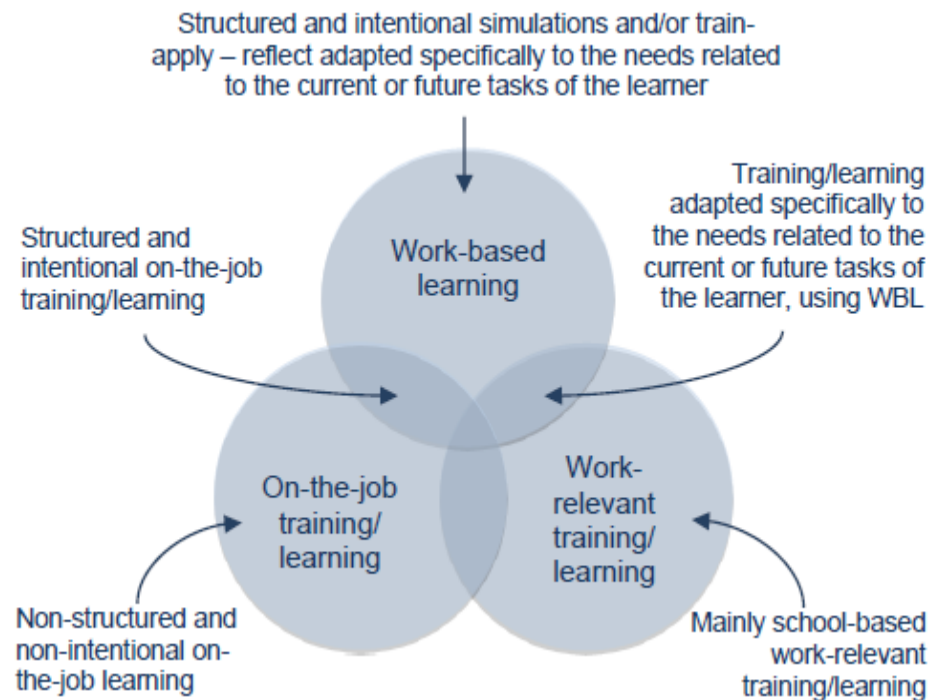 Structured and intentional simulations and/or train-
apply – reflect adapted specifically to the needs related
to the current or future tasks of the learner
Training/learning
adapted specifically to
the needs related to the
current or future tasks of
the learner, using WBL
Structured and
intentional on-the-job
training/learning
Work-based
learning
On-the-job
training/
learning
Work-
relevant
training/
learning
Non-structured and
non-intentional on-
the-job learning
Mainly school-based
work-relevant
training/learning